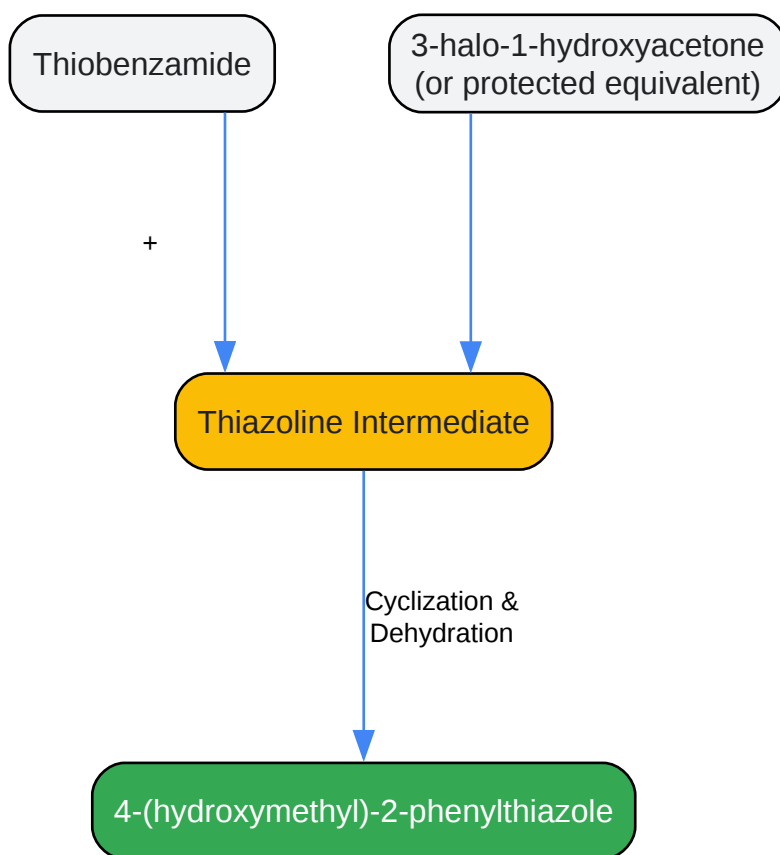 Thiobenzamide
3-halo-1-hydroxyacetone
(or protected equivalent)
+
Thiazoline Intermediate
Cyclization &
Dehydration
4-(hydroxymethyl)-2-phenylthiazole